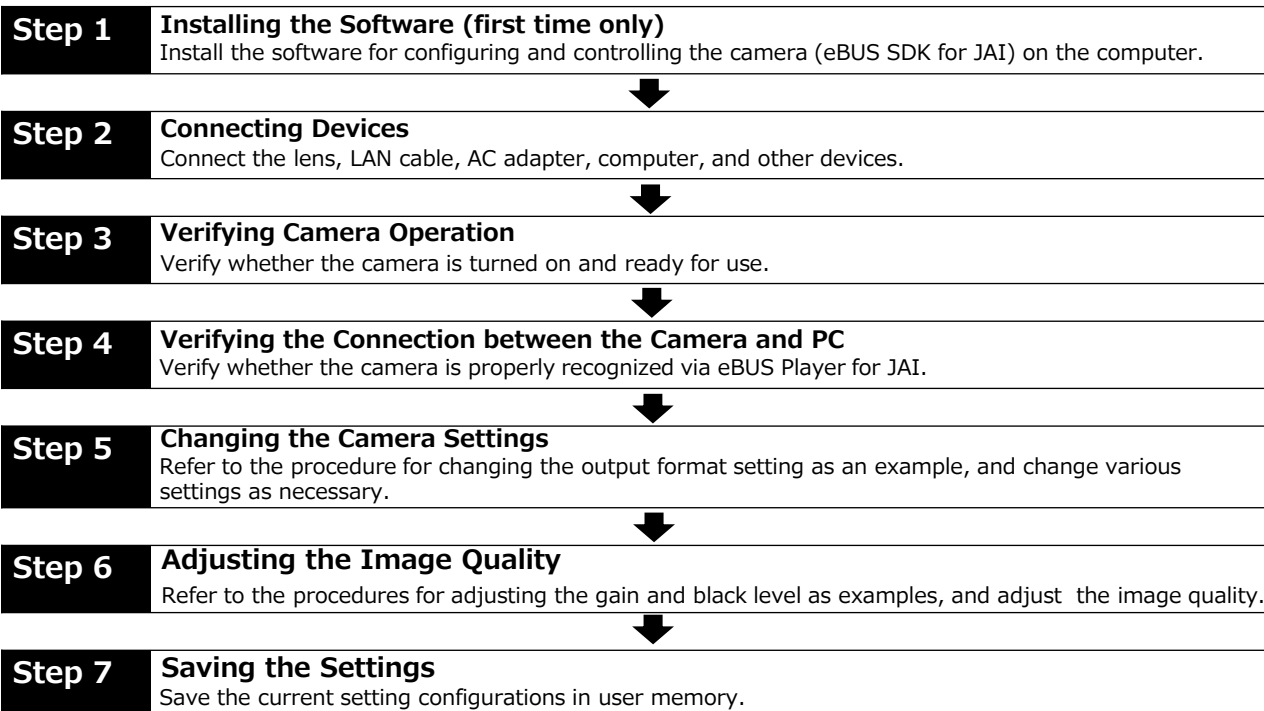 Step 1
Installing the Software (first time only)
Install the software for configuring and controlling the camera (eBUS SDK for JAI) on the computer.
Step 2
Connecting Devices
Connect the lens, LAN cable, AC adapter, computer, and other devices.
Step 3
Verifying Camera Operation
Verify whether the camera is turned on and ready for use.
Step 4
Verifying the Connection between the Camera and PC
Verify whether the camera is properly recognized via eBUS Player for JAI.
Step 5
Changing the Camera Settings
Refer to the procedure for changing the output format setting as an example, and change various
settings as necessary.
Step 6
Adjusting the Image Quality
Refer to the procedures for adjusting the gain and black level as examples, and adjust  the image quality.
Step 7
Saving the Settings
Save the current setting configurations in user memory.